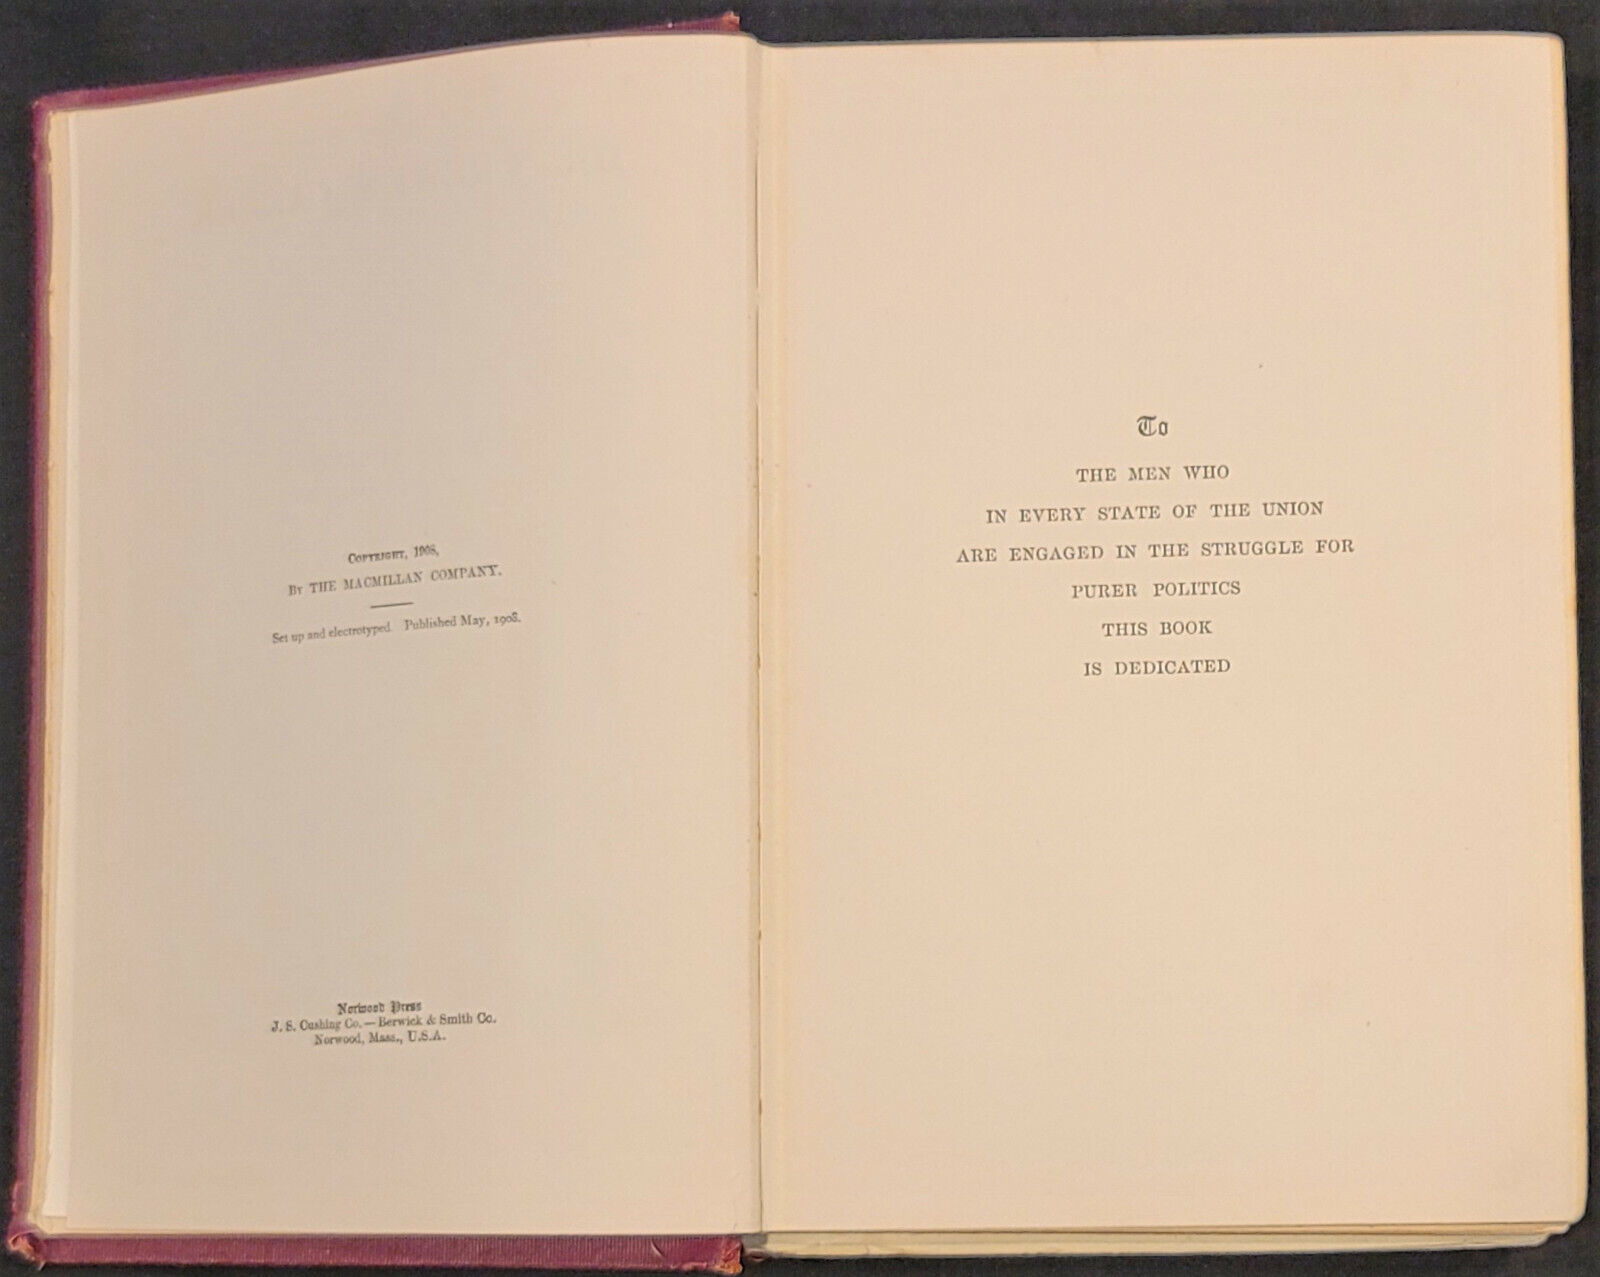 COPYRIGHT, 1908,
BY THE MACMILLAN COMPANY.
Set up and electrotyped. Published May, 1908.
Norwood Press
J. S. Cushing Co. — Berwick & Smith Co.
Norwood, Mass., U.S.A.
To
THE MEN WHO
IN EVERY STATE OF THE UNION
ARE ENGAGED IN THE STRUGGLE FOR
PURER POLITICS
THIS BOOK
IS DEDICATED